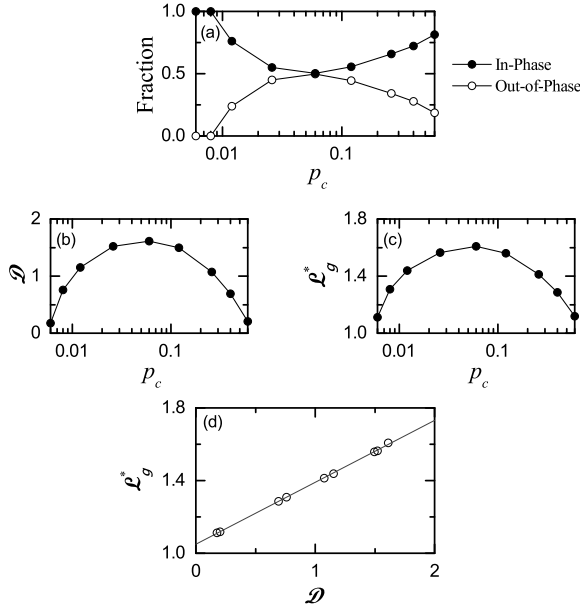 (a)
Fraction
1.0
0.5
0.0
0.01
0.1
p_c
In-Phase
Out-of-Phase
(b)
𝒟
2
1
0
0.01
0.1
p_c
(c)
ℒ*_g
1.8
1.4
1.0
0.01
0.1
p_c
(d)
ℒ*_g
1.8
1.4
1.0
0
1
2
𝒟